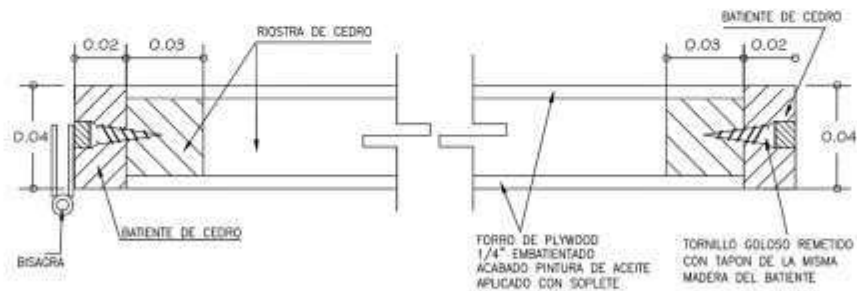 BATIENTE DE CEDRO
RIOSTRA DE CEDRO
0.02 0.03 0.03 0.02
0.04 0.04
BATIENTE DE CEDRO
BISAGRA
FORRO DE PLYWOOD
1/4" EMBATIENTADO
ACABADO PINTURA DE ACEITE
APLICADO CON SOPLETE
TORNILLO GOLOSO REMETIDO
CON TAPON DE LA MISMA
MADERA DEL BATIENTE